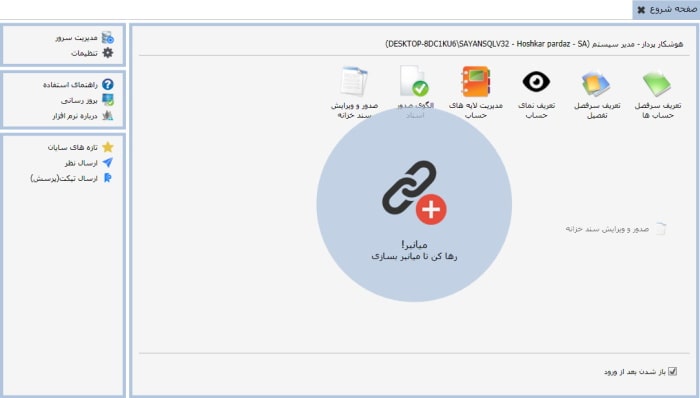 صفحه شروع
هوشکار پرداز - مدیر سیستم (DESKTOP-8DC1KU6\SAYANSQLV32 - Hoshkar pardaz - SA)
تعریف سرفصل
حساب ها
تعریف سرفصل
تفصیل
تعریف نمای
حساب
مدیریت لایه های
حساب
الگوی صدور
اسناد
صدور و ویرایش
سند خزانه
میانبر!
رها کن تا میانبر بسازی
صدور و ویرایش سند خزانه
باز شدن بعد از ورود
مدیریت سرور
تنظیمات
راهنمای استفاده
بروز رسانی
درباره نرم افزار
تازه های سایان
ارسال نظر
ارسال تیکت(پرسش)